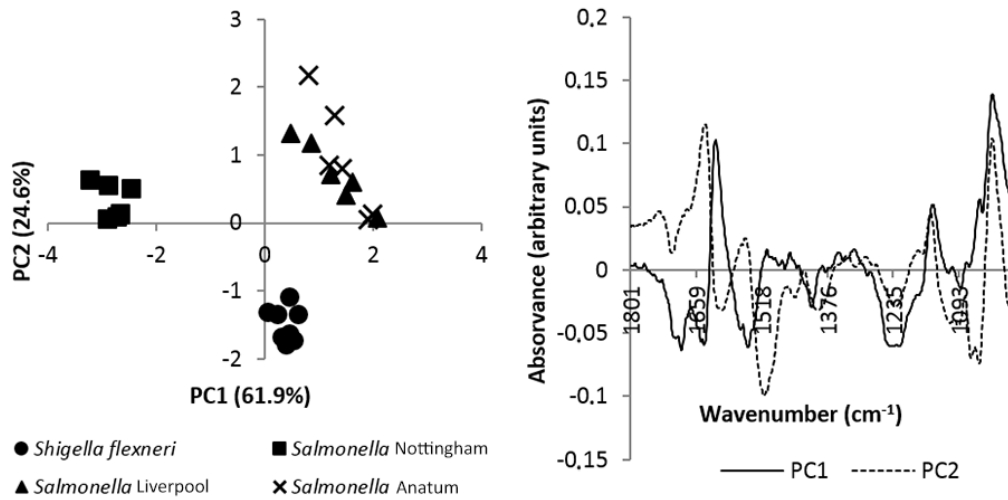 3
2
1
0
-1
-2
-4
-2
0
2
4
PC2 (24.6%)
PC1 (61.9%)
Shigella flexneri
Salmonella Nottingham
Salmonella Liverpool
Salmonella Anatum
0,2
0.15
0.1
0.05
0
-0.05
-0.1
-0,15
Absorvance (arbitrary units)
1801
1659
1518
1376
1235
1093
Wavenumber (cm⁻¹)
PC1
PC2